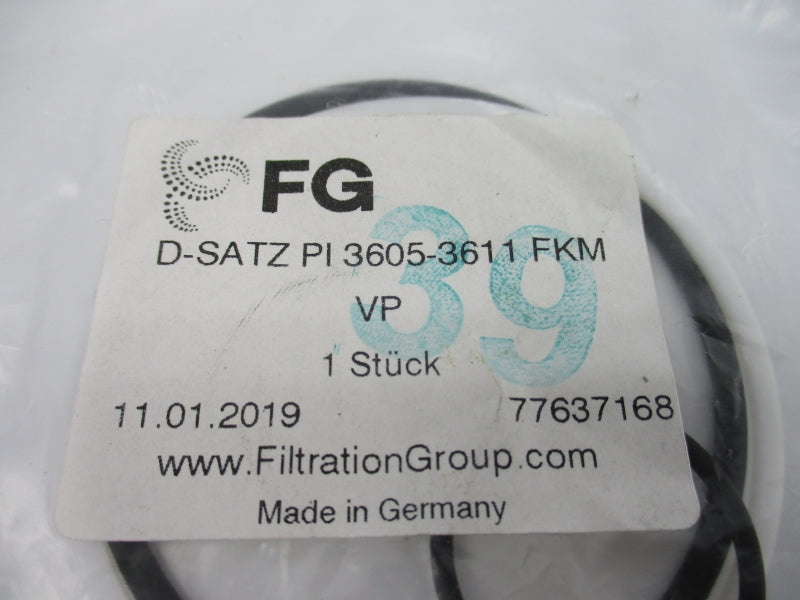 FG
D-SATZ PI 3605-3611 FKM
39
VP
1 Stück
11.01.2019 77637168
www.FiltrationGroup.com
Made in Germany